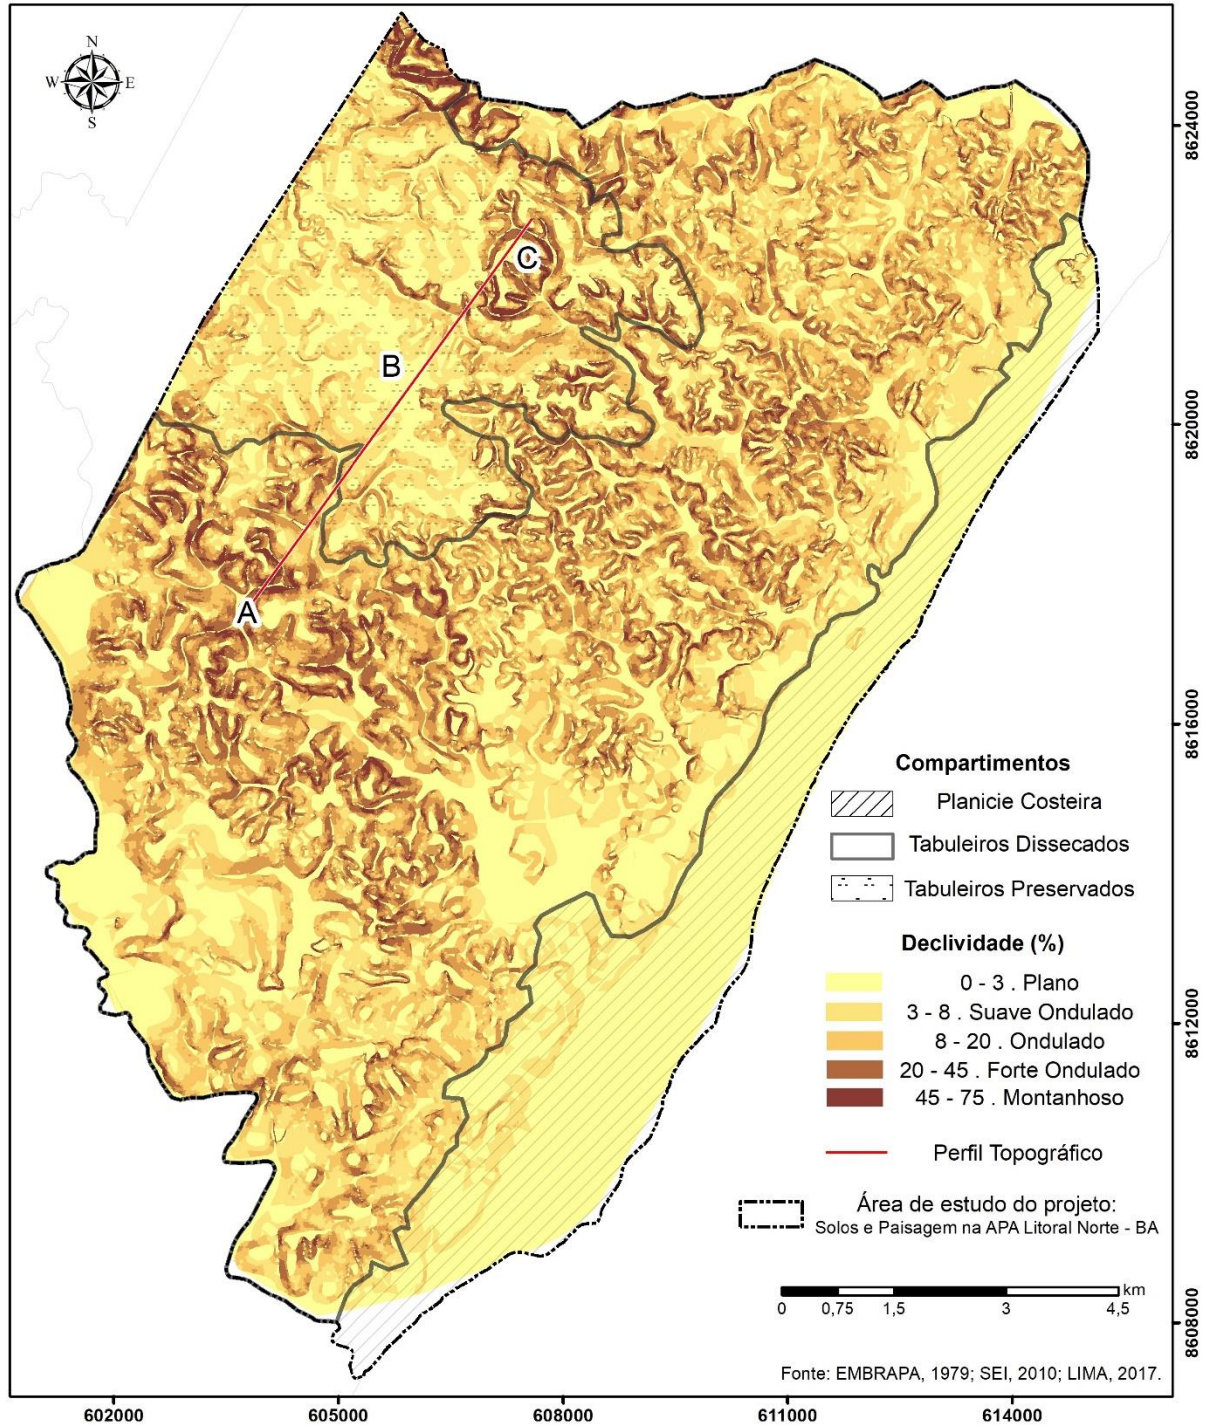 N
W E
S
8624000
C
B
8620000
A
8616000
Compartimentos
Planicie Costeira
Tabuleiros Dissecados
Tabuleiros Preservados
Declividade (%)
0 - 3 . Plano
3 - 8 . Suave Ondulado
8 - 20 . Ondulado
20 - 45 . Forte Ondulado
45 - 75 . Montanhoso
8612000
Perfil Topográfico
Área de estudo do projeto:
Solos e Paisagem na APA Litoral Norte - BA
km
0 0,75 1,5 3 4,5
8608000
Fonte: EMBRAPA, 1979; SEI, 2010; LIMA, 2017.
602000 605000 608000 611000 614000